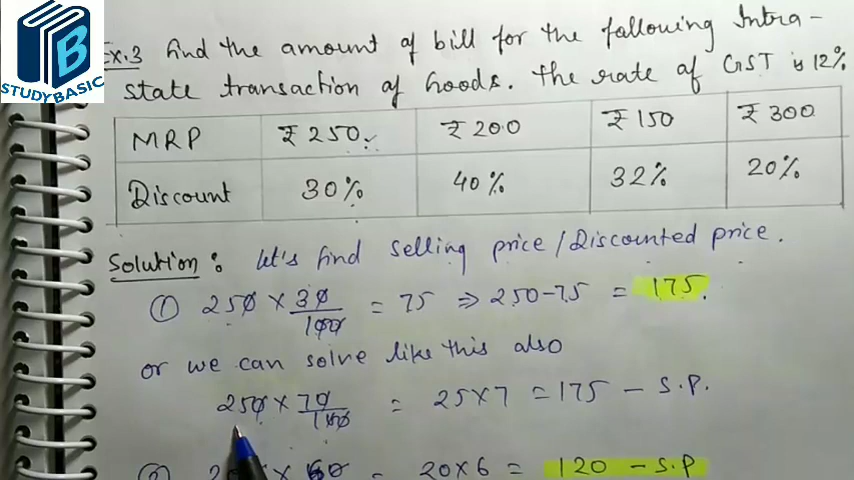 STUDYBASIC
Ex.3 Find the amount of bill for the following Intra-
state transaction of Goods. The rate of GST is 12%
MRP ₹250 ₹200 ₹150 ₹300
Discount 30% 40% 32% 20%
Solution: Let's find selling price/Discounted price.
① 250 × 30/100 = 75 ⇒ 250-75 = 175.
or we can solve like this also
250 × 70/100 = 25×7 = 175 - S.P.
× 60 = 20×6 = 120 - S.P